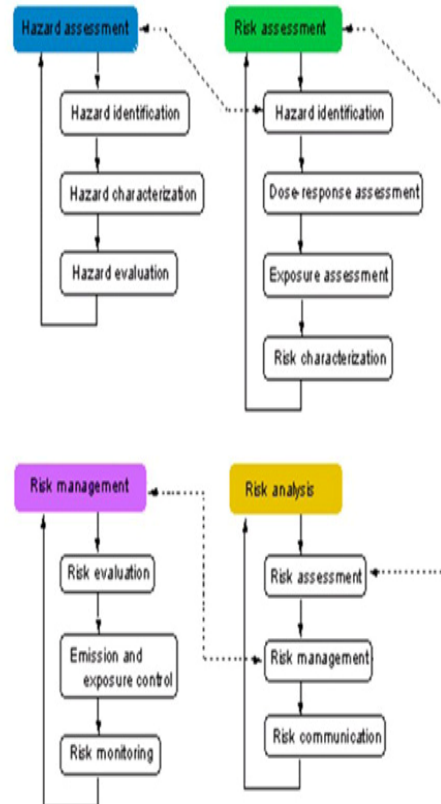 Hazard assessment
Hazard identification
Hazard characterization
Hazard evaluation
Risk assessment
Hazard identification
Dose-response assessment
Exposure assessment
Risk characterization
Risk management
Risk evaluation
Emission and
exposure control
Risk monitoring
Risk analysis
Risk assessment
Risk management
Risk communication